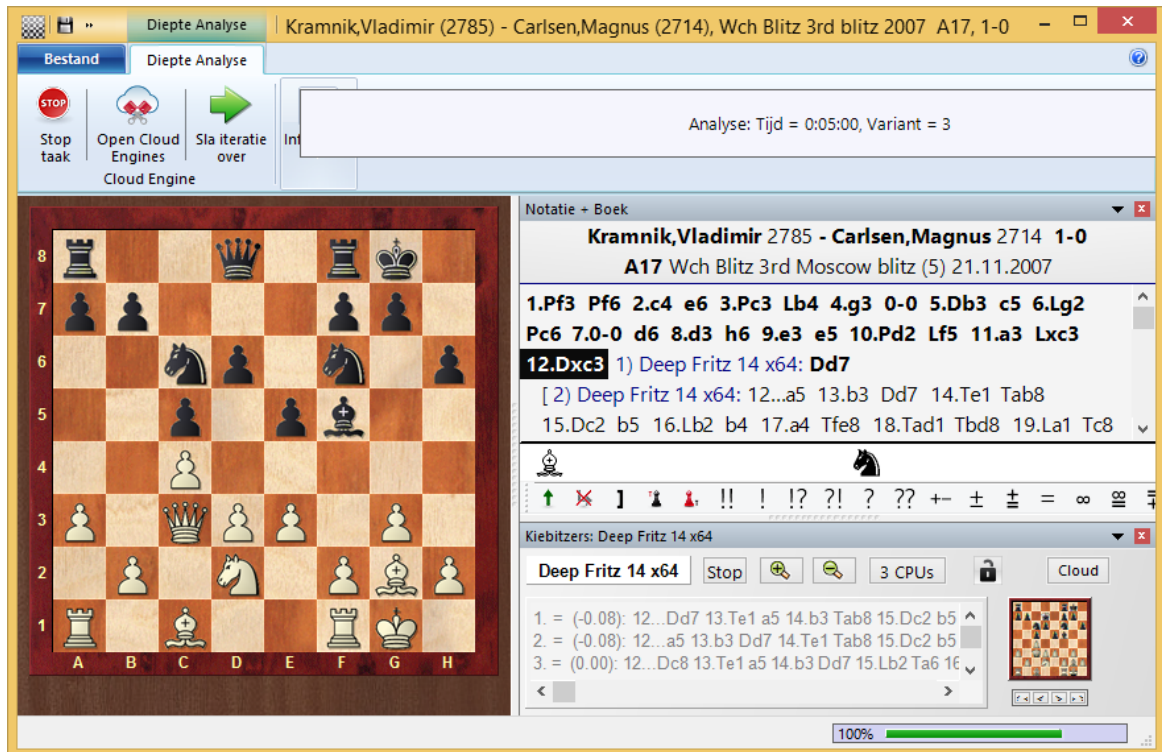 Diepte Analyse
Kramnik,Vladimir (2785) - Carlsen,Magnus (2714), Wch Blitz 3rd blitz 2007 A17, 1-0
Bestand
Diepte Analyse
STOP
Stop taak
Open Cloud Engines
Sla iteratie over
Cloud Engine
Analyse: Tijd = 0:05:00, Variant = 3
8
7
6
5
4
3
2
1
A B C D E F G H
Notatie + Boek
Kramnik,Vladimir 2785 - Carlsen,Magnus 2714 1-0
A17 Wch Blitz 3rd Moscow blitz (5) 21.11.2007
1.Pf3 Pf6 2.c4 e6 3.Pc3 Lb4 4.g3 0-0 5.Db3 c5 6.Lg2
Pc6 7.0-0 d6 8.d3 h6 9.e3 e5 10.Pd2 Lf5 11.a3 Lxc3
12.Dxc3 1) Deep Fritz 14 x64: Dd7
[ 2) Deep Fritz 14 x64: 12...a5 13.b3 Dd7 14.Te1 Tab8
15.Dc2 b5 16.Lb2 b4 17.a4 Tfe8 18.Tad1 Tbd8 19.La1 Tc8
] !! ! !? ?! ? ?? +− ± ⩲ = ∞
Kiebitzers: Deep Fritz 14 x64
Deep Fritz 14 x64 Stop 3 CPUs Cloud
1. = (-0.08): 12...Dd7 13.Te1 a5 14.b3 Tab8 15.Dc2 b5
2. = (-0.08): 12...a5 13.b3 Dd7 14.Te1 Tab8 15.Dc2 b5
3. = (0.00): 12...Dc8 13.Te1 a5 14.b3 Dd7 15.Lb2 Ta6 16
100%